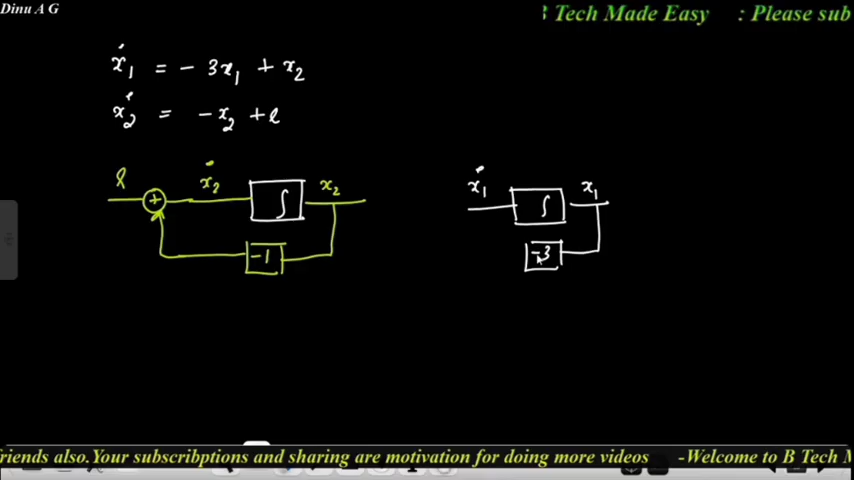 Dinu A G
B Tech Made Easy : Please sub
ẋ₁ = - 3x₁ + x₂
ẋ₂ = -x₂ + r
r + ẋ₂ ∫ x₂
-1
ẋ₁ ∫ x₁
-3
friends also.Your subscribptions and sharing are motivation for doing more videos -Welcome to B Tech M